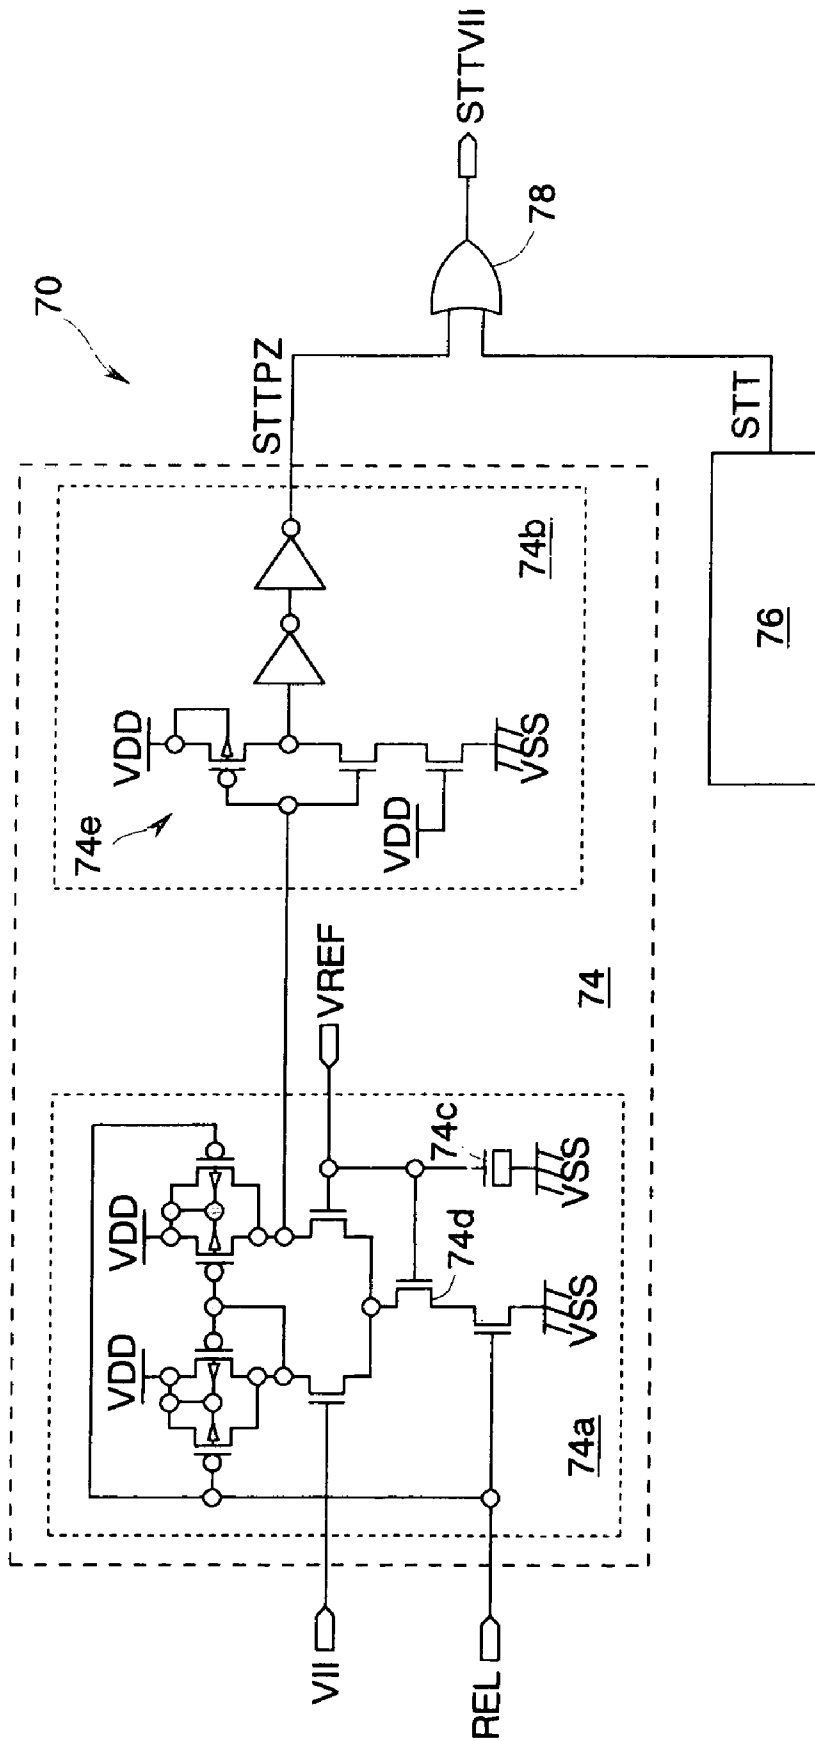 70
74e
VDD
STTPZ
STTVII
78
VDD
VSS
74b
VDD
VDD
VREF
74
74c
74d
VSS
VSS
74a
VII
REL
STT
76